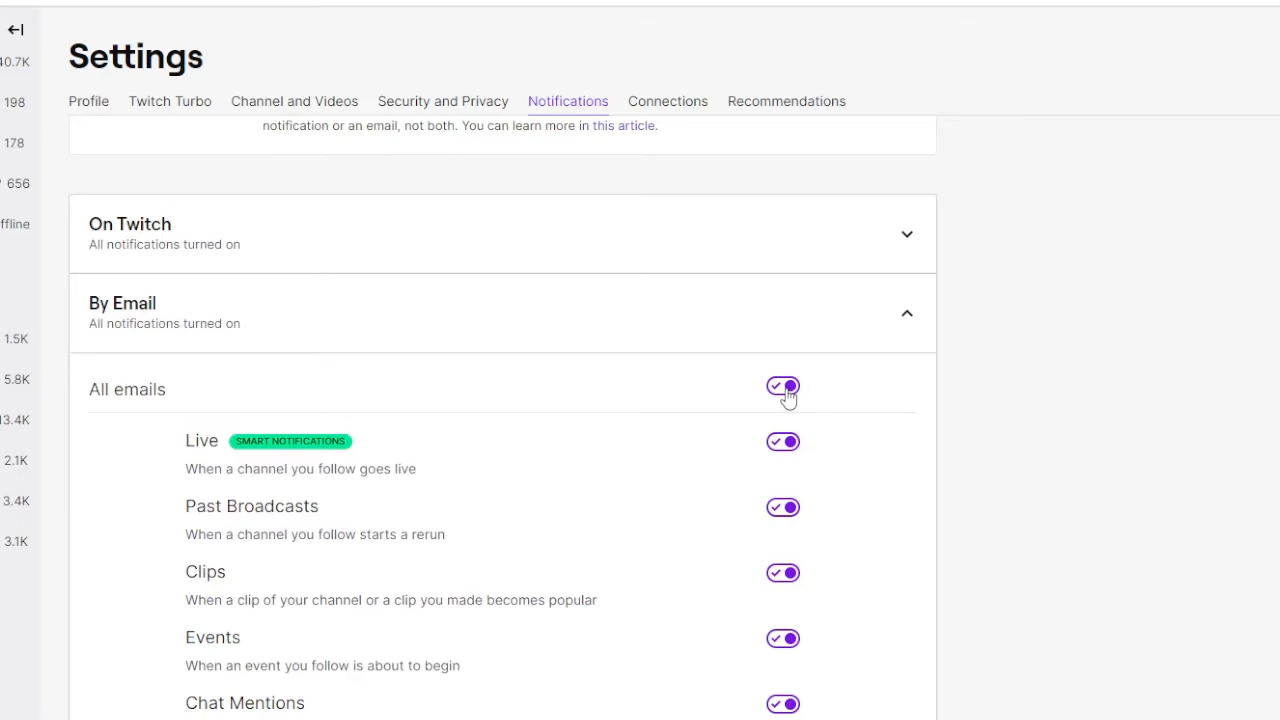 40.7K
198
178
656
ffline
1.5K
5.8K
13.4K
2.1K
3.4K
3.1K
Settings
Profile Twitch Turbo Channel and Videos Security and Privacy Notifications Connections Recommendations
notification or an email, not both. You can learn more in this article.
On Twitch
All notifications turned on
By Email
All notifications turned on
All emails
Live SMART NOTIFICATIONS
When a channel you follow goes live
Past Broadcasts
When a channel you follow starts a rerun
Clips
When a clip of your channel or a clip you made becomes popular
Events
When an event you follow is about to begin
Chat Mentions